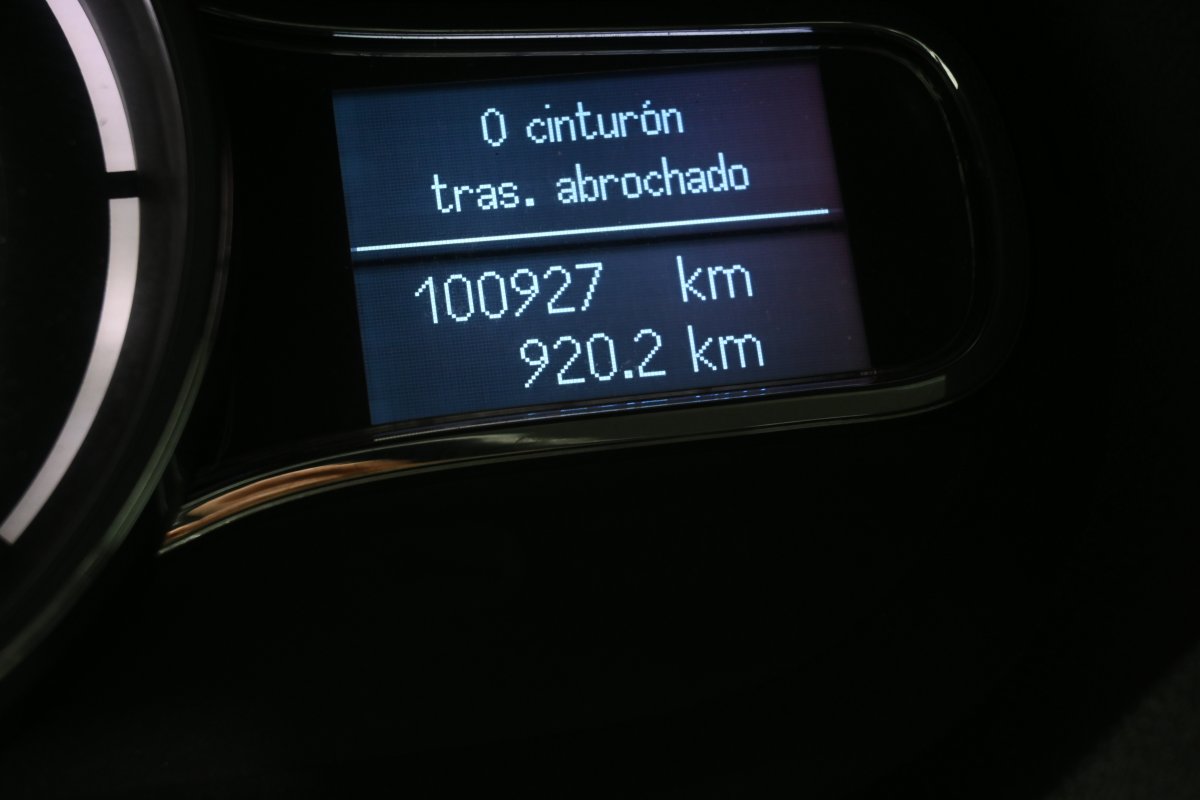 0 cinturón
tras. abrochado
100927 km
920.2 km